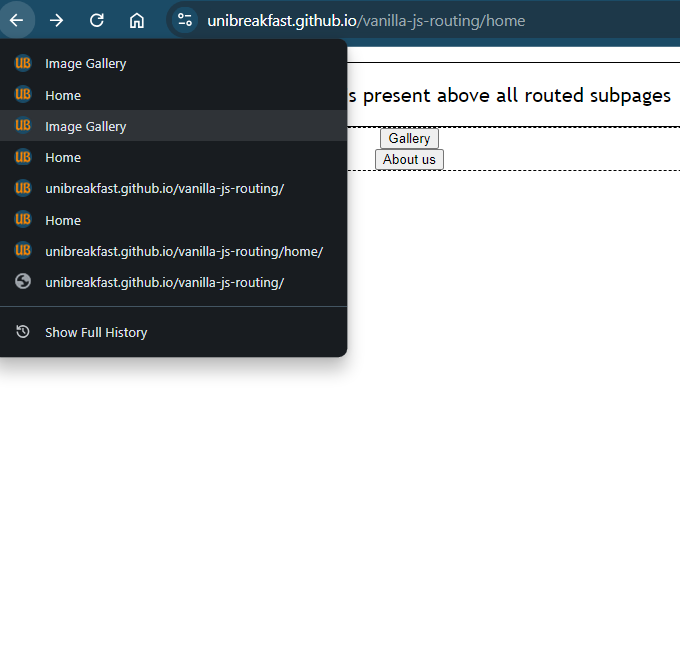 unibreakfast.github.io/vanilla-js-routing/home
UB Image Gallery
UB Home
UB Image Gallery
UB Home
UB unibreakfast.github.io/vanilla-js-routing/
UB Home
UB unibreakfast.github.io/vanilla-js-routing/home/
unibreakfast.github.io/vanilla-js-routing/
Show Full History
s present above all routed subpages
Gallery
About us